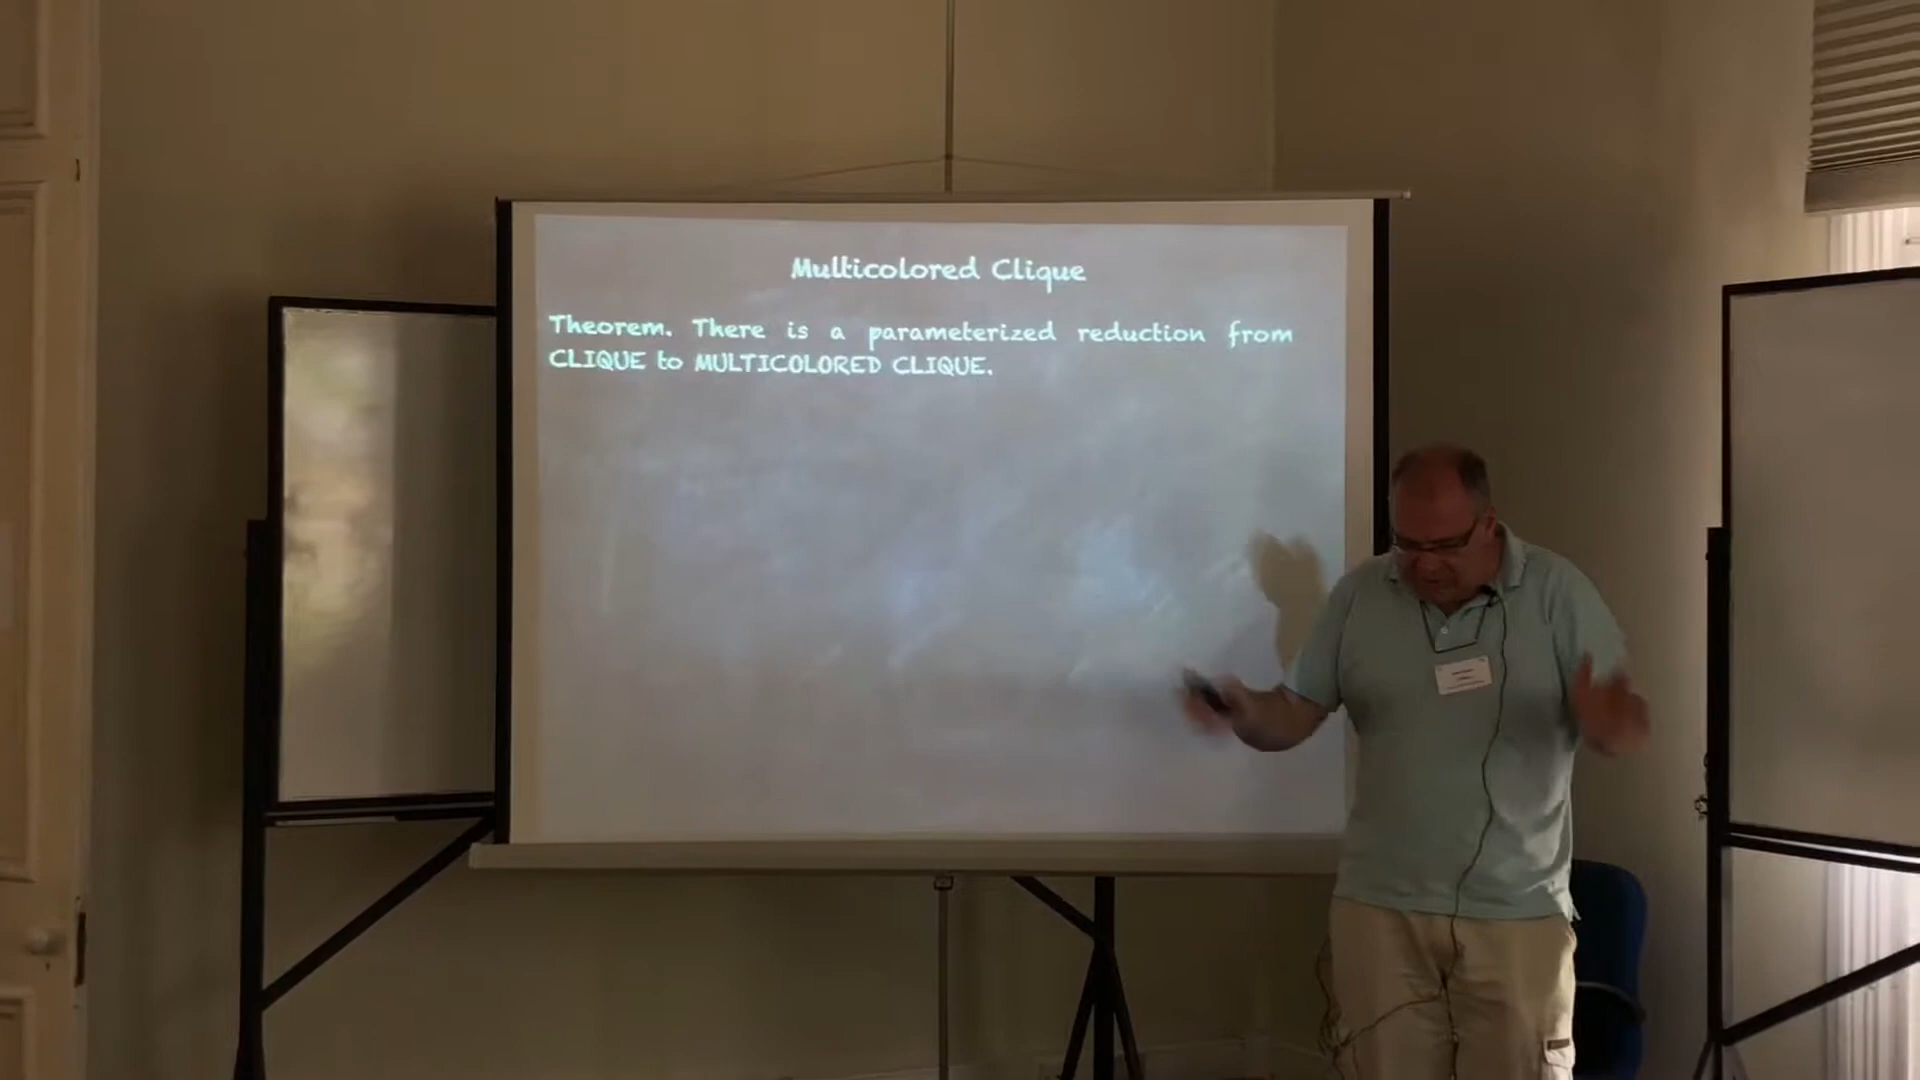 Multicolored Clique
Theorem. There is a parameterized reduction from
CLIQUE to MULTICOLORED CLIQUE.